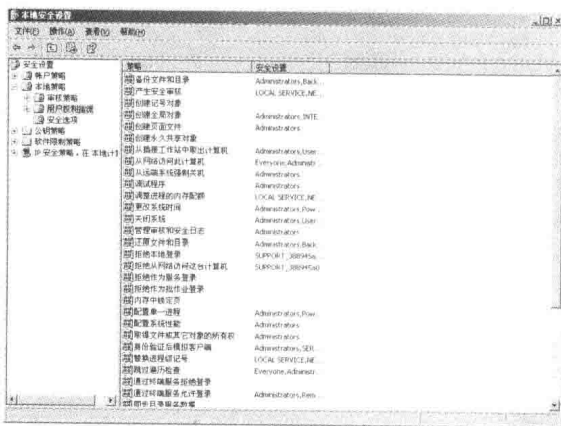 本地安全设置
文件(F) 操作(A) 查看(V) 帮助(H)
安全设置
帐户策略
本地策略
审核策略
用户权利指派
安全选项
公钥策略
软件限制策略
IP 安全策略，在 本地计
策略 安全设置
备份文件和目录 Administrators,Back...
产生安全审核 LOCAL SERVICE,NE...
创建记号对象
创建全局对象 Administrators, INTE...
创建页面文件 Administrators
创建永久共享对象
从插接工作站中取出计算机 Administrators,User...
从网络访问此计算机 Everyone,Administr...
从远端系统强制关机 Administrators
调试程序 Administrators
调整进程的内存配额 LOCAL SERVICE,NE...
更改系统时间 Administrators,Pow...
关闭系统 Administrators,User...
管理审核和安全日志 Administrators
还原文件和目录 Administrators,Back...
拒绝本地登录 SUPPORT_388945a0...
拒绝从网络访问这台计算机 SUPPORT_388945a0
拒绝作为服务登录
拒绝作为批作业登录
内存中锁定页
配置单一进程 Administrators,Pow...
配置系统性能 Administrators
取得文件或其它对象的所有权 Administrators
身份验证后模拟客户端 Administrators,SER...
替换进程级记号 LOCAL SERVICE,NE...
跳过遍历检查 Everyone,Administr...
通过终端服务拒绝登录
通过终端服务允许登录 Administrators,Rem...
同步目录服务数据